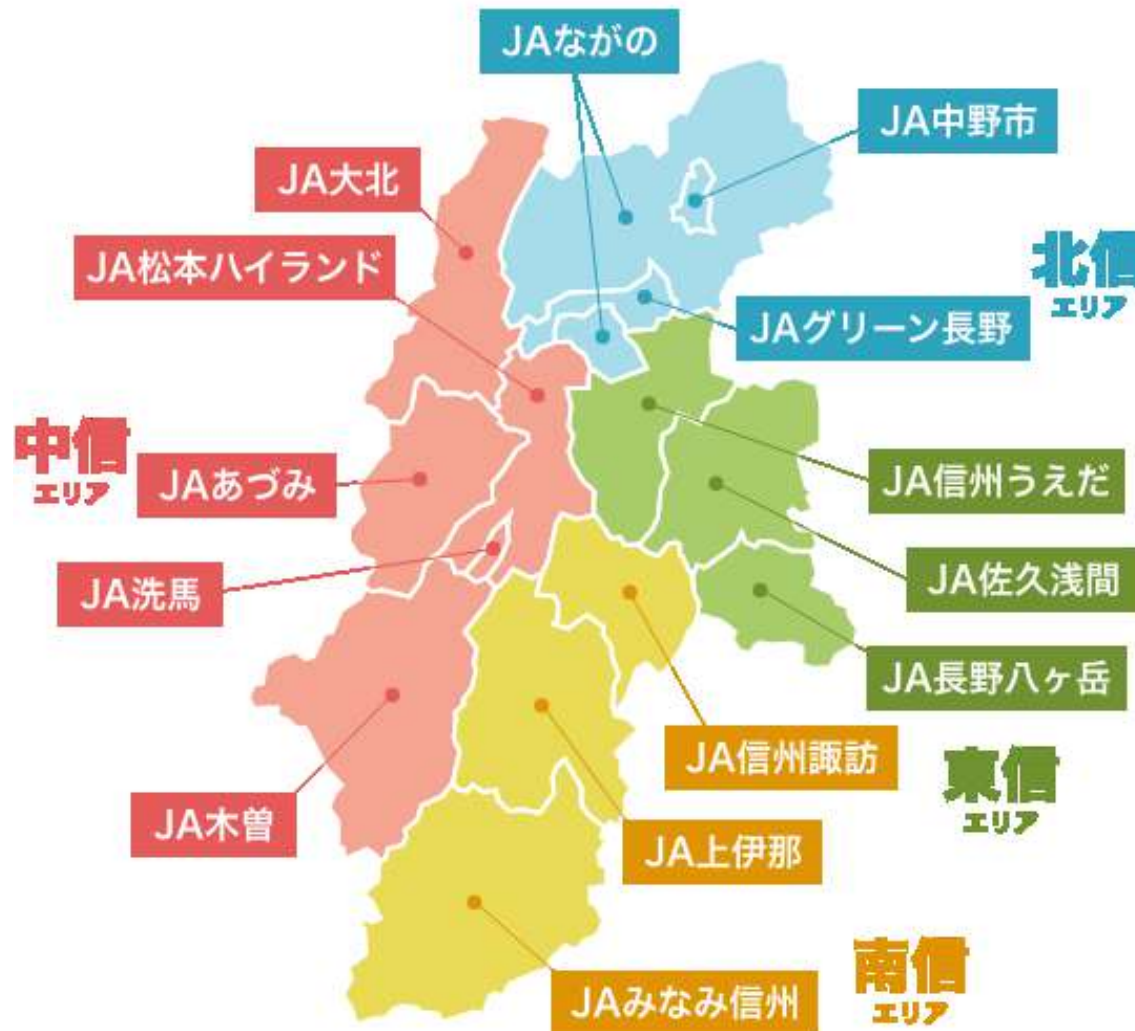 JAながの
JA中野市
JA大北
JA松本ハイランド
北信
エリア
JAグリーン長野
中信
エリア
JAあづみ
JA信州うえだ
JA洗馬
JA佐久浅間
JA長野八ヶ岳
JA信州諏訪
東信
エリア
JA木曽
JA上伊那
南信
エリア
JAみなみ信州